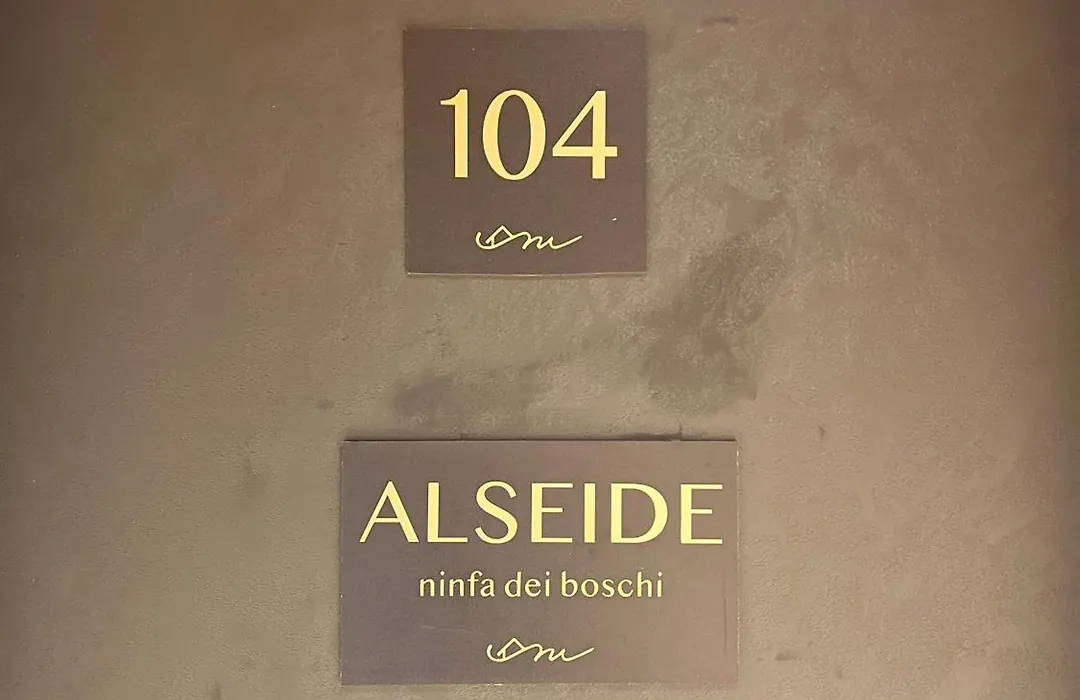 104
ALSEIDE
ninfa dei boschi